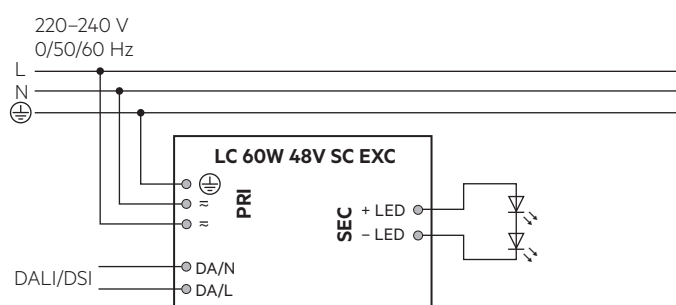 220–240 V
0/50/60 Hz
L
N
LC 60W 48V SC EXC
PRI
≂
≂
SEC
+ LED
– LED
DALI/DSI
DA/N
DA/L